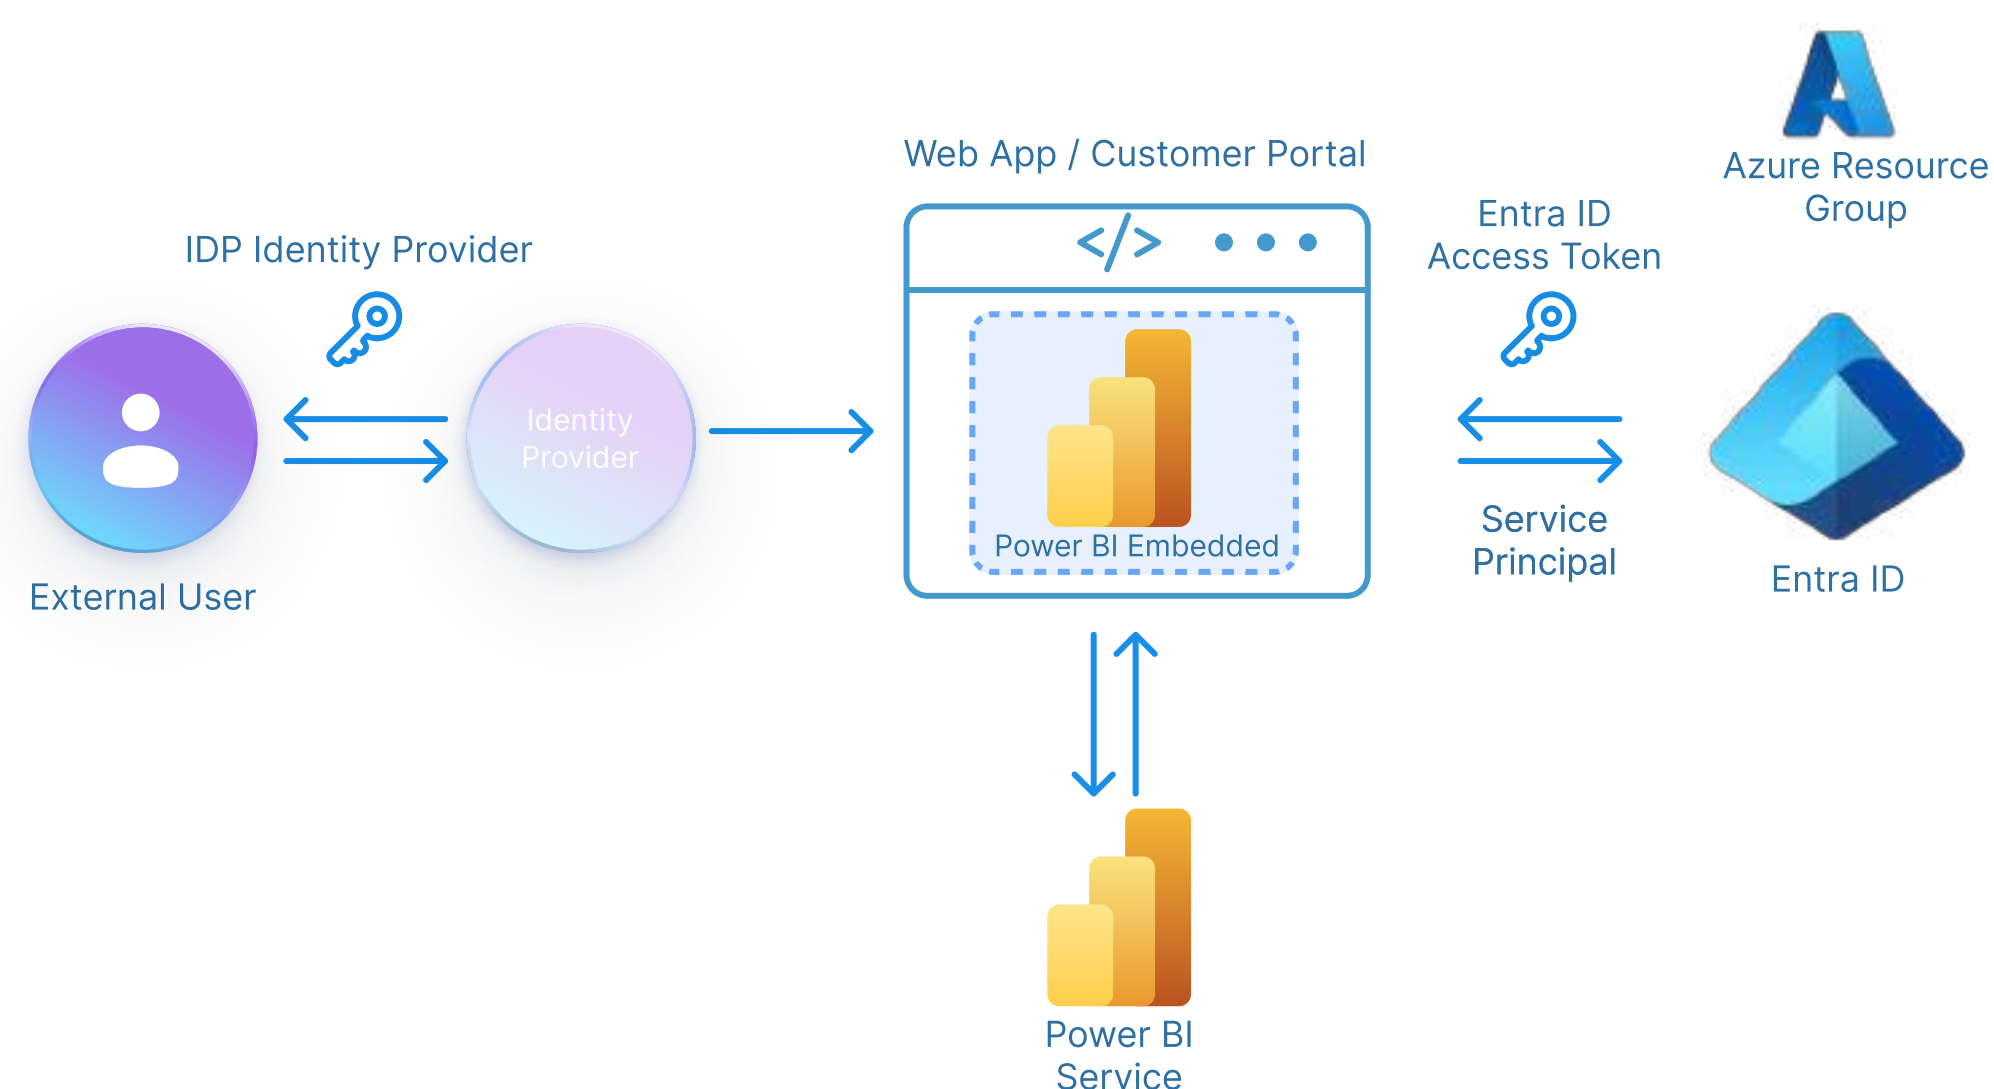 Azure Resource
Group
Web App / Customer Portal
Entra ID
Access Token
IDP Identity Provider
</>
Identity
Provider
Power BI Embedded
Service
Principal
Entra ID
External User
Power BI
Service